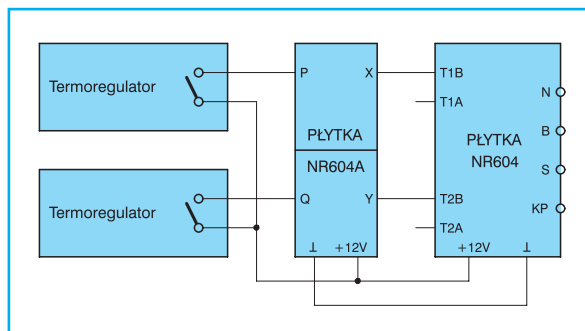 Termoregulator
P X
PŁYTKA
NR604A
Q Y
⊥ +12V
Termoregulator
T1B
T1A
PŁYTKA
NR604
T2B
T2A
+12V ⊥
N
B
S
KP